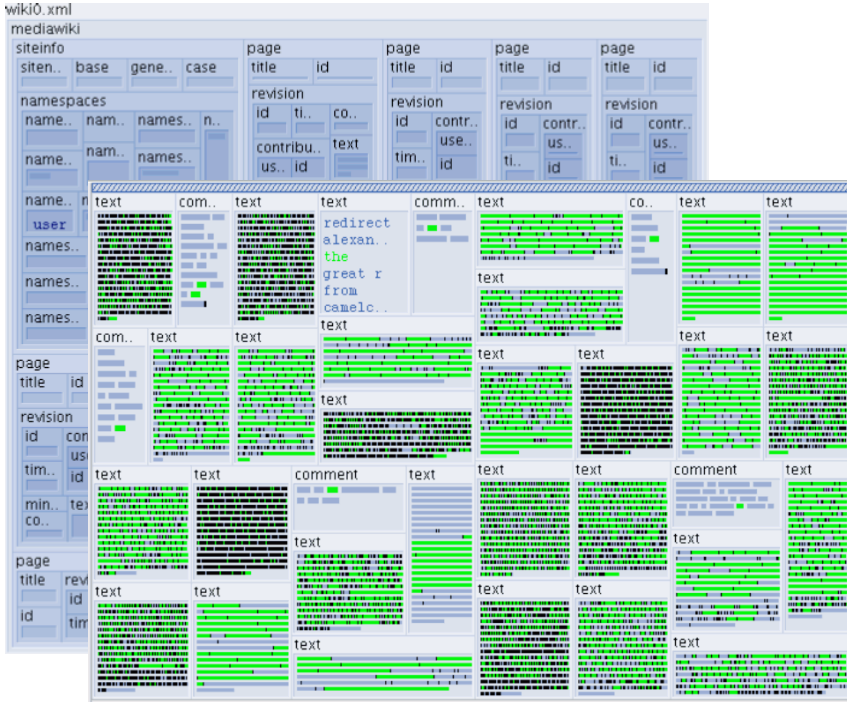 wiki0.xml
mediawiki
siteinfo
page
page
page
page
siten.. base gene.. case
title id
title id
title id
title id
namespaces
revision
revision
revision
revision
name.. nam.. names.. n..
id ti.. co..
id contr..
id contr..
id contr..
use..
us..
us..
contribu.. text
name.. nam.. names..
us.. id
tim.. id
ti.. id
ti.. id
name..
user
names..
names..
names..
page
title id
revision
id
tim.. id
min..
co..
page
title
id
id
text com.. text text comm.. text co.. text text
redirect
alexan..
the
great r
from
camelc..
text
text
com.. text text
text text
text text
text
text text comment text
text text comment text
text
text
text text
text text
text
text